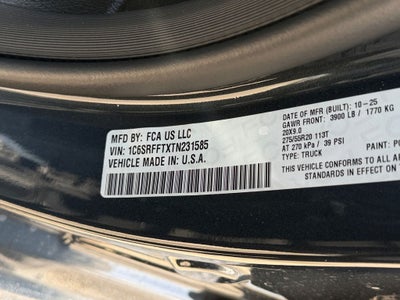 MFD BY: FCA US LLC
VIN: 1C6SRFFTXTN231585
VEHICLE MADE IN U.S.A.
DATE OF MFR (BUILT): 10-25
GAWR FRONT: 3900 LB / 1770 KG
20X9.0
275/55R20 113T
AT 270 kPa / 39 PSI
TYPE: TRUCK PAINT:
THIS VEHICLE CONFORMS TO ALL
STANDARDS IN EFFECT ON